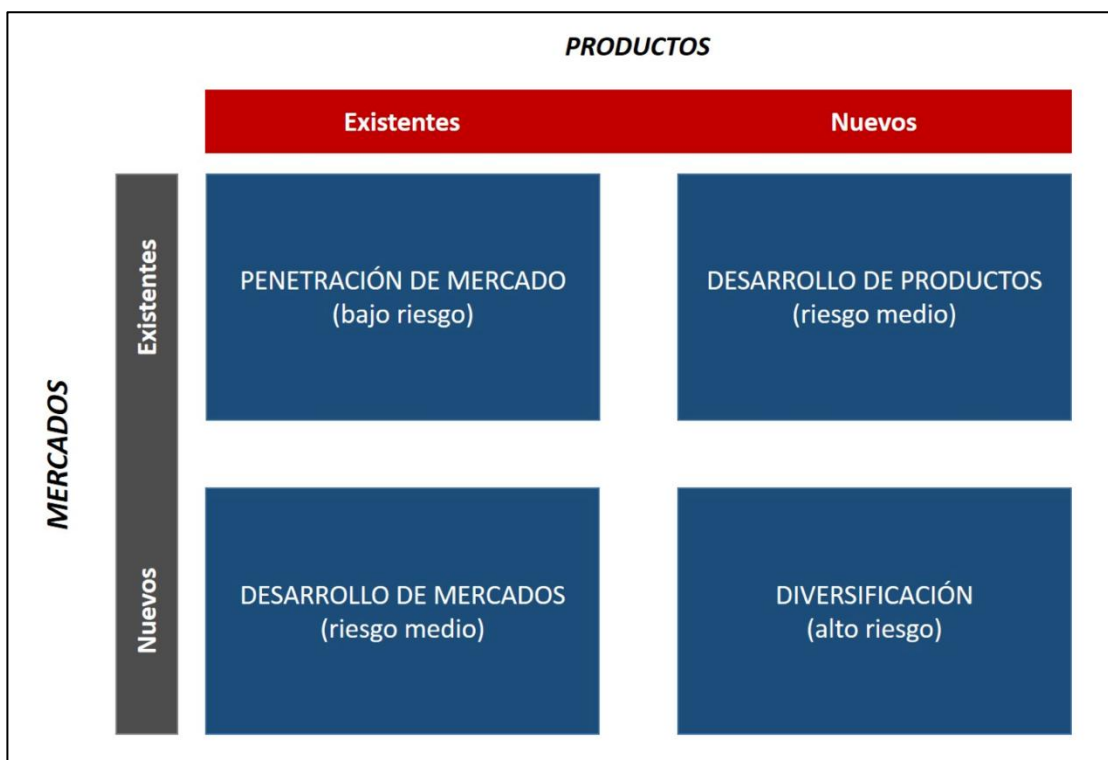 PRODUCTOS
Existentes
Nuevos
MERCADOS
Existentes
PENETRACIÓN DE MERCADO
(bajo riesgo)
DESARROLLO DE PRODUCTOS
(riesgo medio)
Nuevos
DESARROLLO DE MERCADOS
(riesgo medio)
DIVERSIFICACIÓN
(alto riesgo)